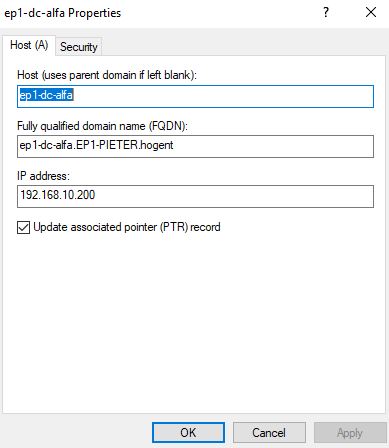 ep1-dc-alfa Properties
?
Host (A)
Security
Host (uses parent domain if left blank):
ep1-dc-alfa
Fully qualified domain name (FQDN):
ep1-dc-alfa.EP1-PIETER.hogent
IP address:
192.168.10.200
Update associated pointer (PTR) record
OK
Cancel
Apply